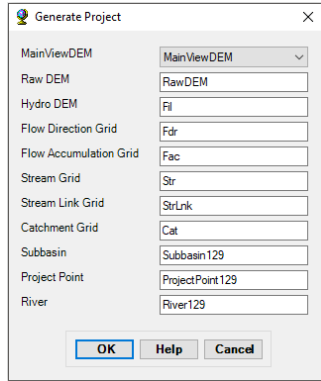 Generate Project
MainViewDEM MainViewDEM
Raw DEM RawDEM
Hydro DEM Fil
Flow Direction Grid Fdr
Flow Accumulation Grid Fac
Stream Grid Str
Stream Link Grid StrLnk
Catchment Grid Cat
Subbasin Subbasin129
Project Point ProjectPoint129
River River129
OK Help Cancel